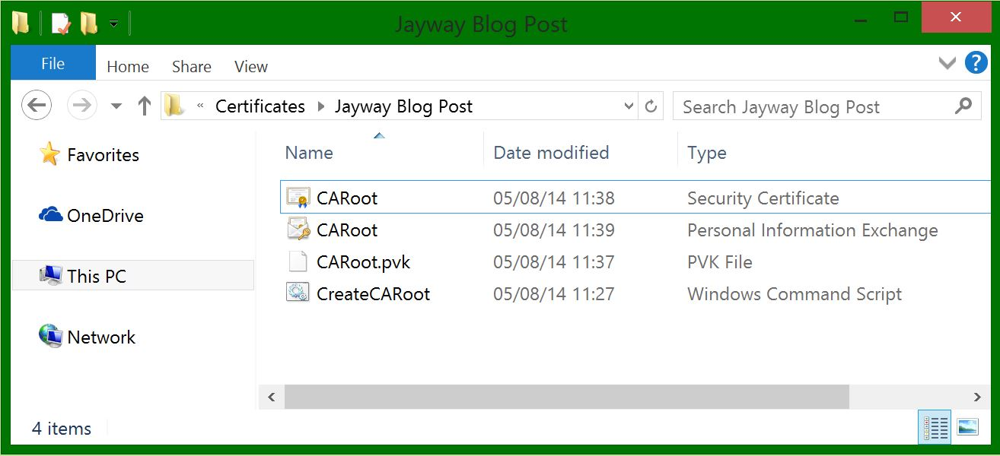 Jayway Blog Post
File Home Share View
« Certificates Jayway Blog Post Search Jayway Blog Post
Favorites
OneDrive
This PC
Network
Name Date modified Type
CARoot 05/08/14 11:38 Security Certificate
CARoot 05/08/14 11:39 Personal Information Exchange
CARoot.pvk 05/08/14 11:37 PVK File
CreateCARoot 05/08/14 11:27 Windows Command Script
4 items